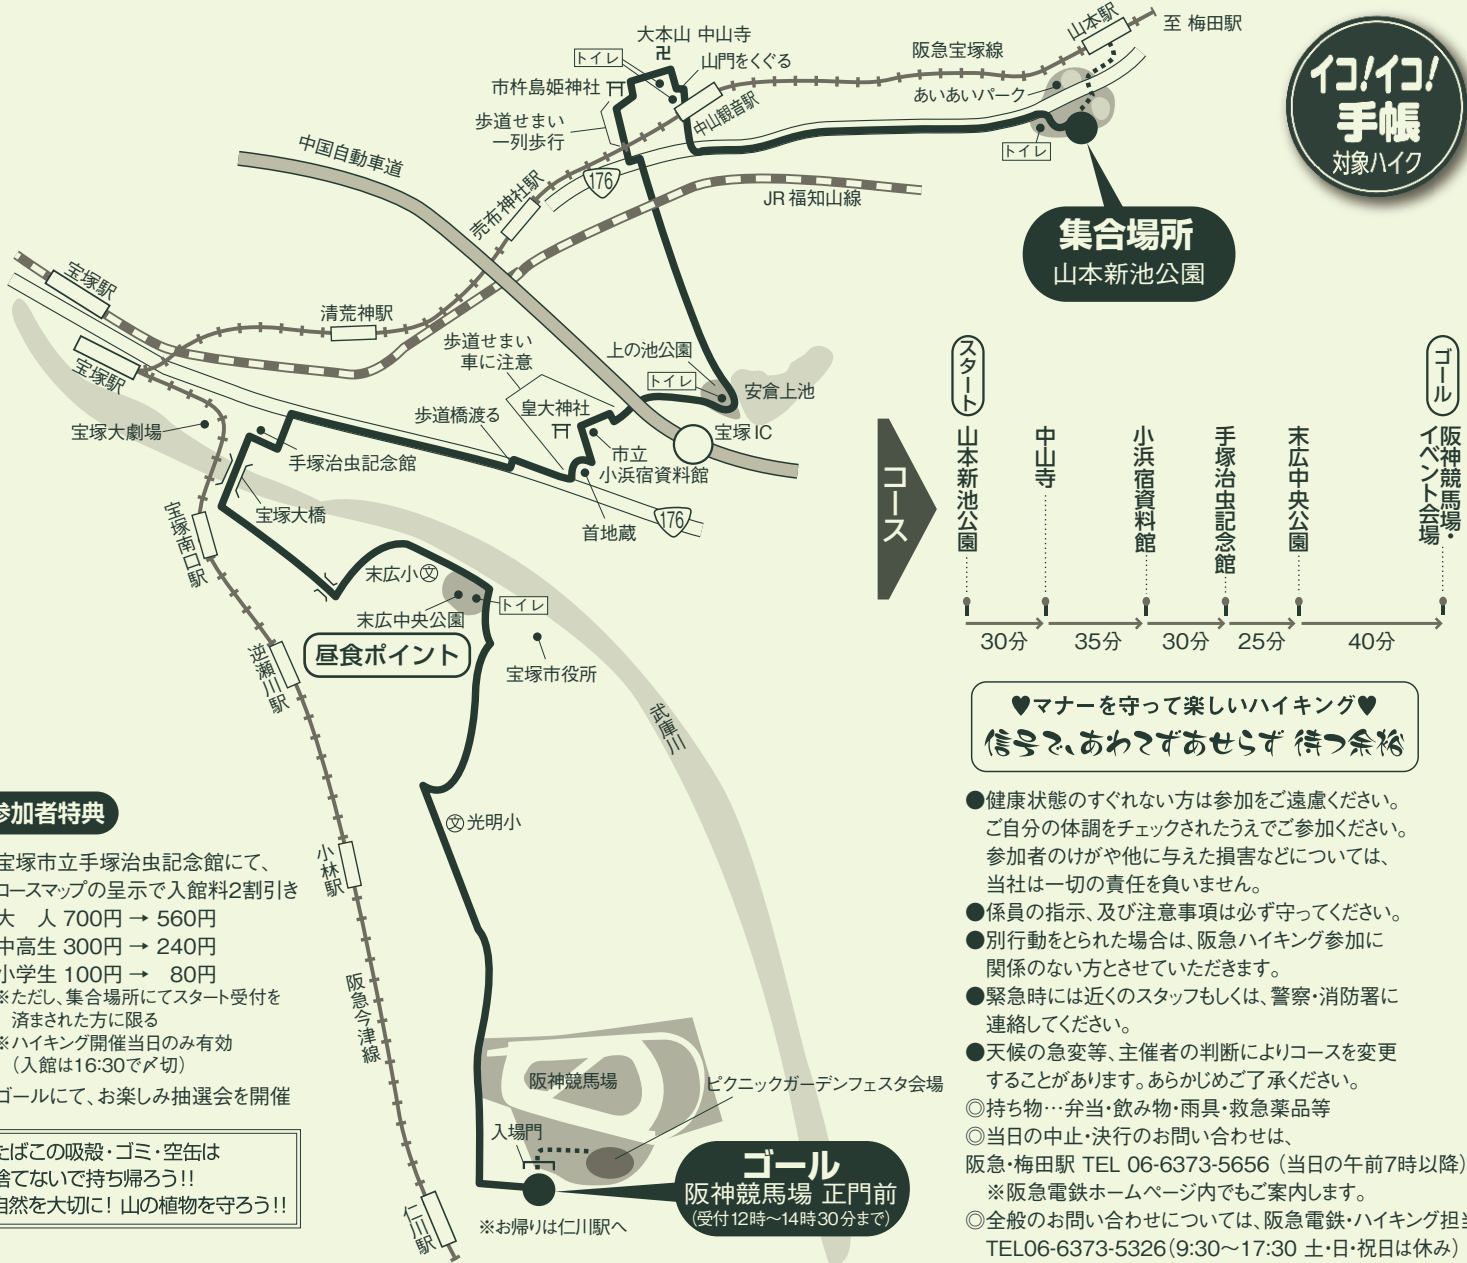 大本山 中山寺
トイレ
山門をくぐる
市杵島姫神社
歩道せまい
一列歩行
中山観音駅
阪急宝塚線
山本駅
至 梅田駅
あいあいパーク
トイレ
イコ!イコ!
手帳
対象ハイク
集合場所
山本新池公園
中国自動車道
売布神社駅
176
JR福知山線
宝塚駅
宝塚駅
清荒神駅
歩道せまい
車に注意
上の池公園
トイレ
安倉上池
歩道橋渡る
皇大神社
宝塚IC
市立
小浜宿資料館
首地蔵
176
宝塚大劇場
手塚治虫記念館
宝塚大橋
宝塚南口駅
末広小 文
末広中央公園
トイレ
昼食ポイント
宝塚市役所
逆瀬川駅
武庫川
文 光明小
小林駅
阪急今津線
仁川駅
阪神競馬場
ピクニックガーデンフェスタ会場
入場門
ゴール
阪神競馬場 正門前
(受付12時〜14時30分まで)
※お帰りは仁川駅へ
コース
スタート
山本新池公園
中山寺
小浜宿資料館
手塚治虫記念館
末広中央公園
ゴール
阪神競馬場・
イベント会場
30分 35分 30分 25分 40分
♥マナーを守って楽しいハイキング♥
信号で、あわてずあせらず 待つ余裕
●健康状態のすぐれない方は参加をご遠慮ください。
ご自分の体調をチェックされたうえでご参加ください。
参加者のけがや他に与えた損害などについては、
当社は一切の責任を負いません。
●係員の指示、及び注意事項は必ず守ってください。
●別行動をとられた場合は、阪急ハイキング参加に
関係のない方とさせていただきます。
●緊急時には近くのスタッフもしくは、警察・消防署に
連絡してください。
●天候の急変等、主催者の判断によりコースを変更
することがあります。あらかじめご了承ください。
◎持ち物…弁当・飲み物・雨具・救急薬品等
◎当日の中止・決行のお問い合わせは、
阪急・梅田駅 TEL 06-6373-5656(当日の午前7時以降)
※阪急電鉄ホームページ内でもご案内します。
◎全般のお問い合わせについては、阪急電鉄・ハイキング担当
TEL06-6373-5326(9:30〜17:30 土・日・祝日は休み)
参加者特典
宝塚市立手塚治虫記念館にて、
コースマップの呈示で入館料2割引き
大 人 700円 → 560円
中高生 300円 → 240円
小学生 100円 → 80円
※ただし、集合場所にてスタート受付を
済まされた方に限る
※ハイキング開催当日のみ有効
(入館は16:30で〆切)
ゴールにて、お楽しみ抽選会を開催
たばこの吸殻・ゴミ・空缶は
捨てないで持ち帰ろう!!
自然を大切に! 山の植物を守ろう!!